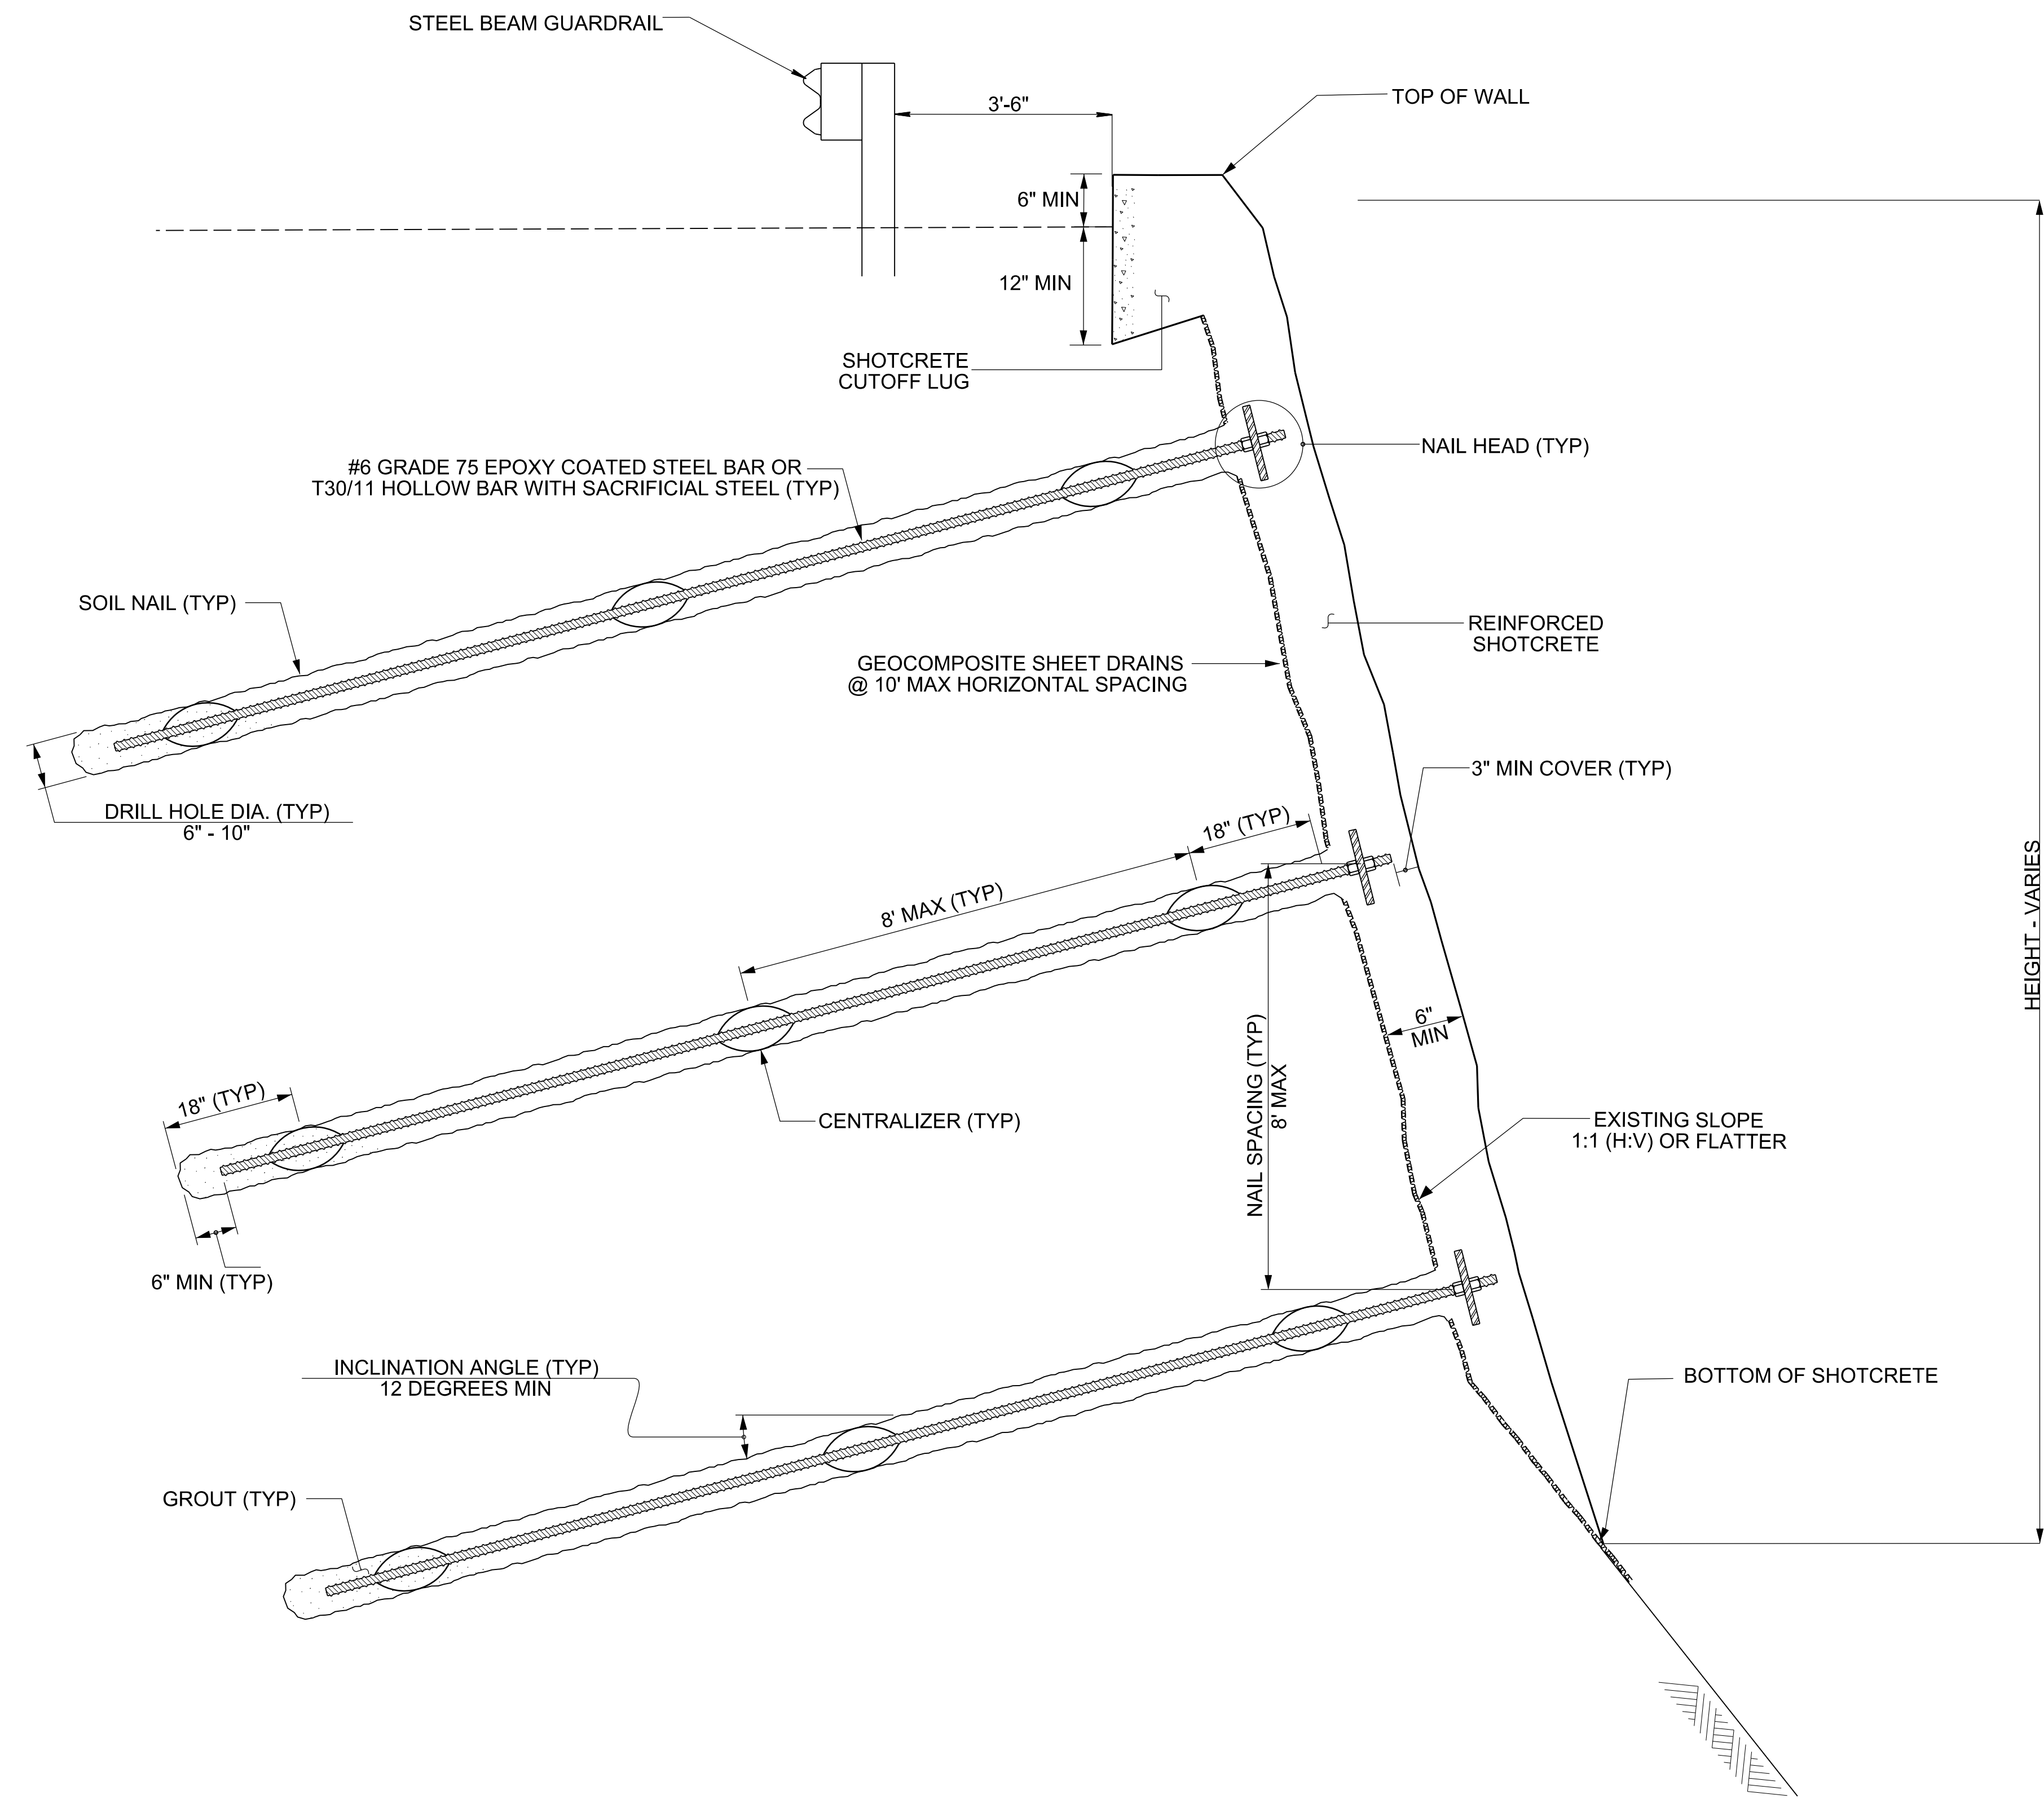 STEEL BEAM GUARDRAIL
TOP OF WALL
3'-6"
6" MIN
12" MIN
SHOTCRETE
CUTOFF LUG
NAIL HEAD (TYP)
#6 GRADE 75 EPOXY COATED STEEL BAR OR
T30/11 HOLLOW BAR WITH SACRIFICIAL STEEL (TYP)
SOIL NAIL (TYP)
REINFORCED
SHOTCRETE
GEOCOMPOSITE SHEET DRAINS
@ 10' MAX HORIZONTAL SPACING
3" MIN COVER (TYP)
DRILL HOLE DIA. (TYP)
6" - 10"
18" (TYP)
8' MAX (TYP)
HEIGHT - VARIES
6"
MIN
NAIL SPACING (TYP)
8' MAX
18" (TYP)
CENTRALIZER (TYP)
EXISTING SLOPE
1:1 (H:V) OR FLATTER
6" MIN (TYP)
INCLINATION ANGLE (TYP)
12 DEGREES MIN
BOTTOM OF SHOTCRETE
GROUT (TYP)